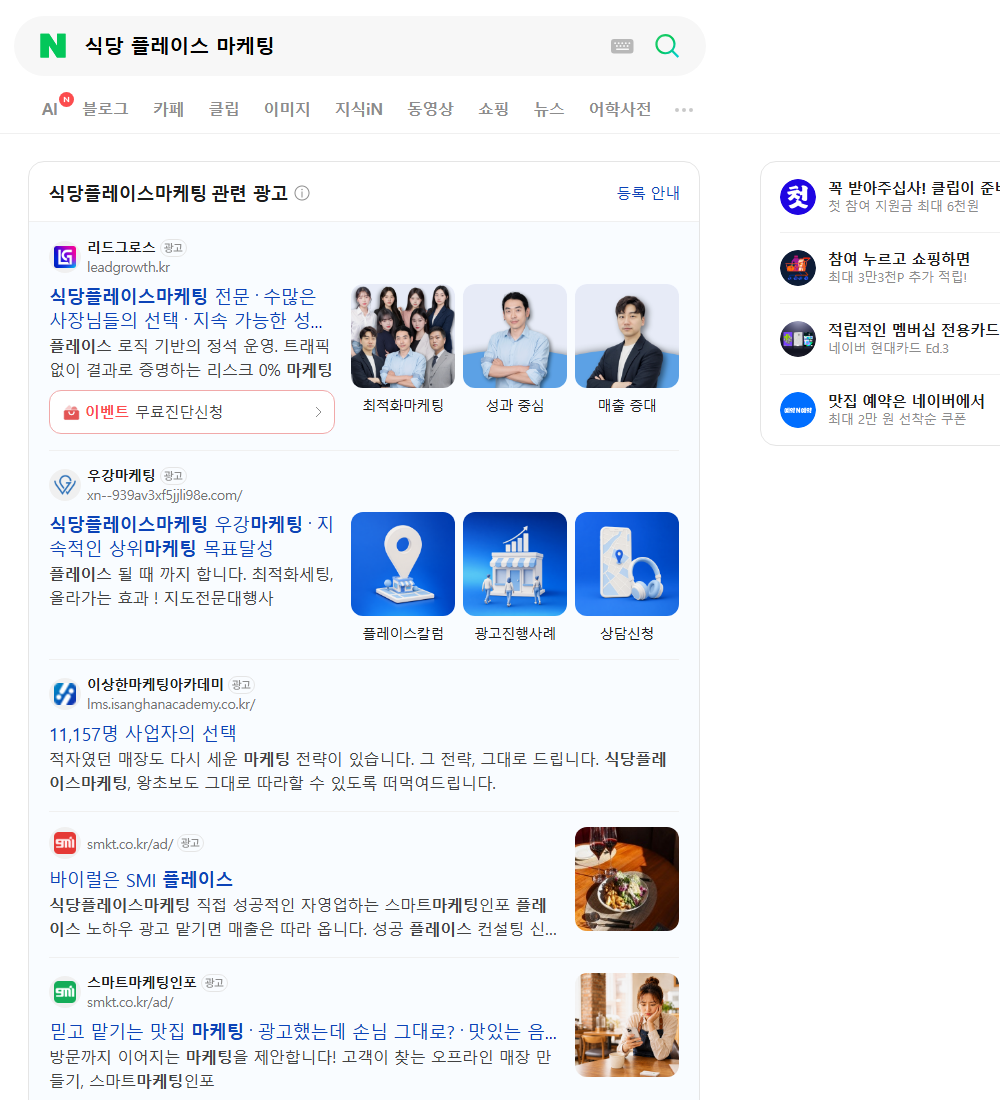 식당 플레이스 마케팅
AI N 블로그 카페 클립 이미지 지식iN 동영상 쇼핑 뉴스 어학사전
식당플레이스마케팅 관련 광고
등록 안내
리드그로스 광고
leadgrowth.kr
식당플레이스마케팅 전문 · 수많은
사장님들의 선택 · 지속 가능한 성...
플레이스 로직 기반의 정석 운영. 트래픽
없이 결과로 증명하는 리스크 0% 마케팅
이벤트 무료진단신청
최적화마케팅
성과 중심
매출 증대
우강마케팅 광고
xn--939av3xf5jjli98e.com/
식당플레이스마케팅 우강마케팅 · 지
속적인 상위마케팅 목표달성
플레이스 될 때 까지 합니다. 최적화세팅,
올라가는 효과 ! 지도전문대행사
플레이스칼럼
광고진행사례
상담신청
이상한마케팅아카데미 광고
lms.isanghanacademy.co.kr/
11,157명 사업자의 선택
적자였던 매장도 다시 세운 마케팅 전략이 있습니다. 그 전략, 그대로 드립니다. 식당플레
이스마케팅, 왕초보도 그대로 따라할 수 있도록 떠먹여드립니다.
smi
smkt.co.kr/ad/ 광고
바이럴은 SMI 플레이스
식당플레이스마케팅 직접 성공적인 자영업하는 스마트마케팅인포 플레
이스 노하우 광고 맡기면 매출은 따라 옵니다. 성공 플레이스 컨설팅 신...
smi
스마트마케팅인포 광고
smkt.co.kr/ad/
믿고 맡기는 맛집 마케팅 · 광고했는데 손님 그대로? · 맛있는 음...
방문까지 이어지는 마케팅을 제안합니다! 고객이 찾는 오프라인 매장 만
들기, 스마트마케팅인포
첫
꼭 받아주십사! 클립이 준비
첫 참여 지원금 최대 6천원
참여 누르고 쇼핑하면
최대 3만3천P 추가 적립!
적립적인 멤버십 전용카드
네이버 현대카드 Ed.3
예약 N 예약
맛집 예약은 네이버에서
최대 2만 원 선착순 쿠폰